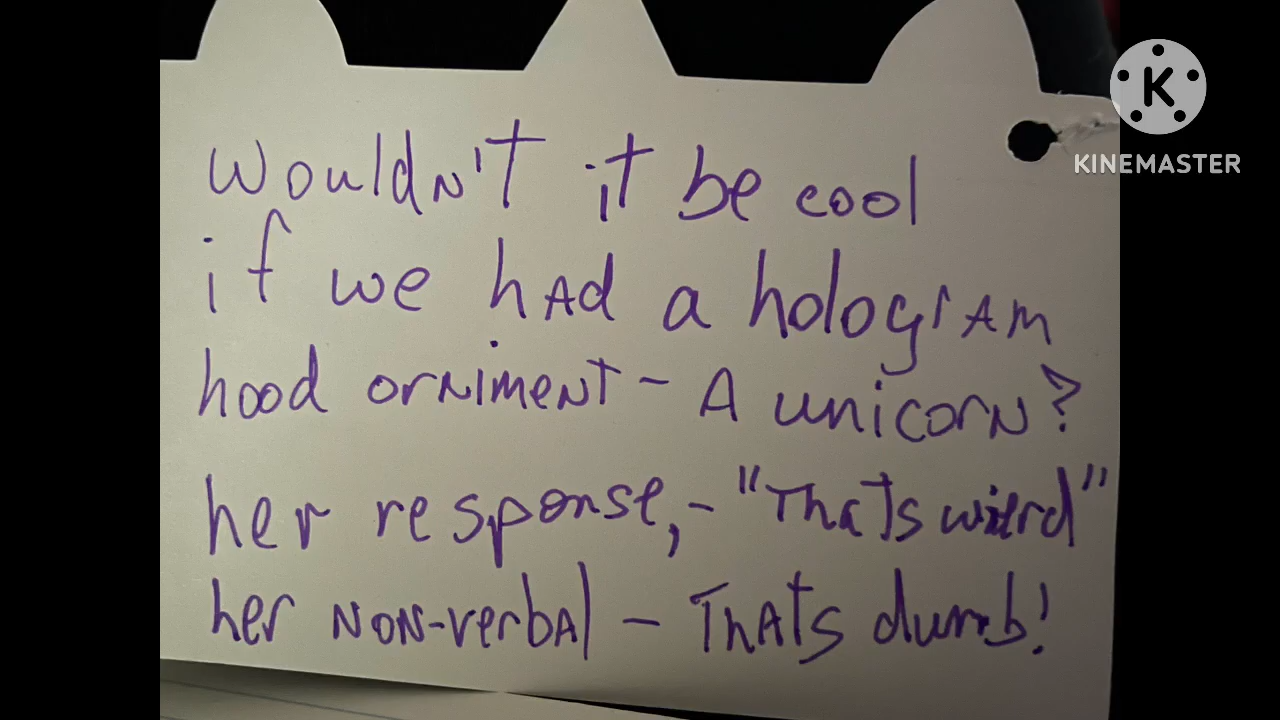 Wouldn't it be cool
if we had a hologram
hood orniment - A unicorn?
her response, - "Thats wierd"
her non-verbal - Thats dumb!
K
KINEMASTER